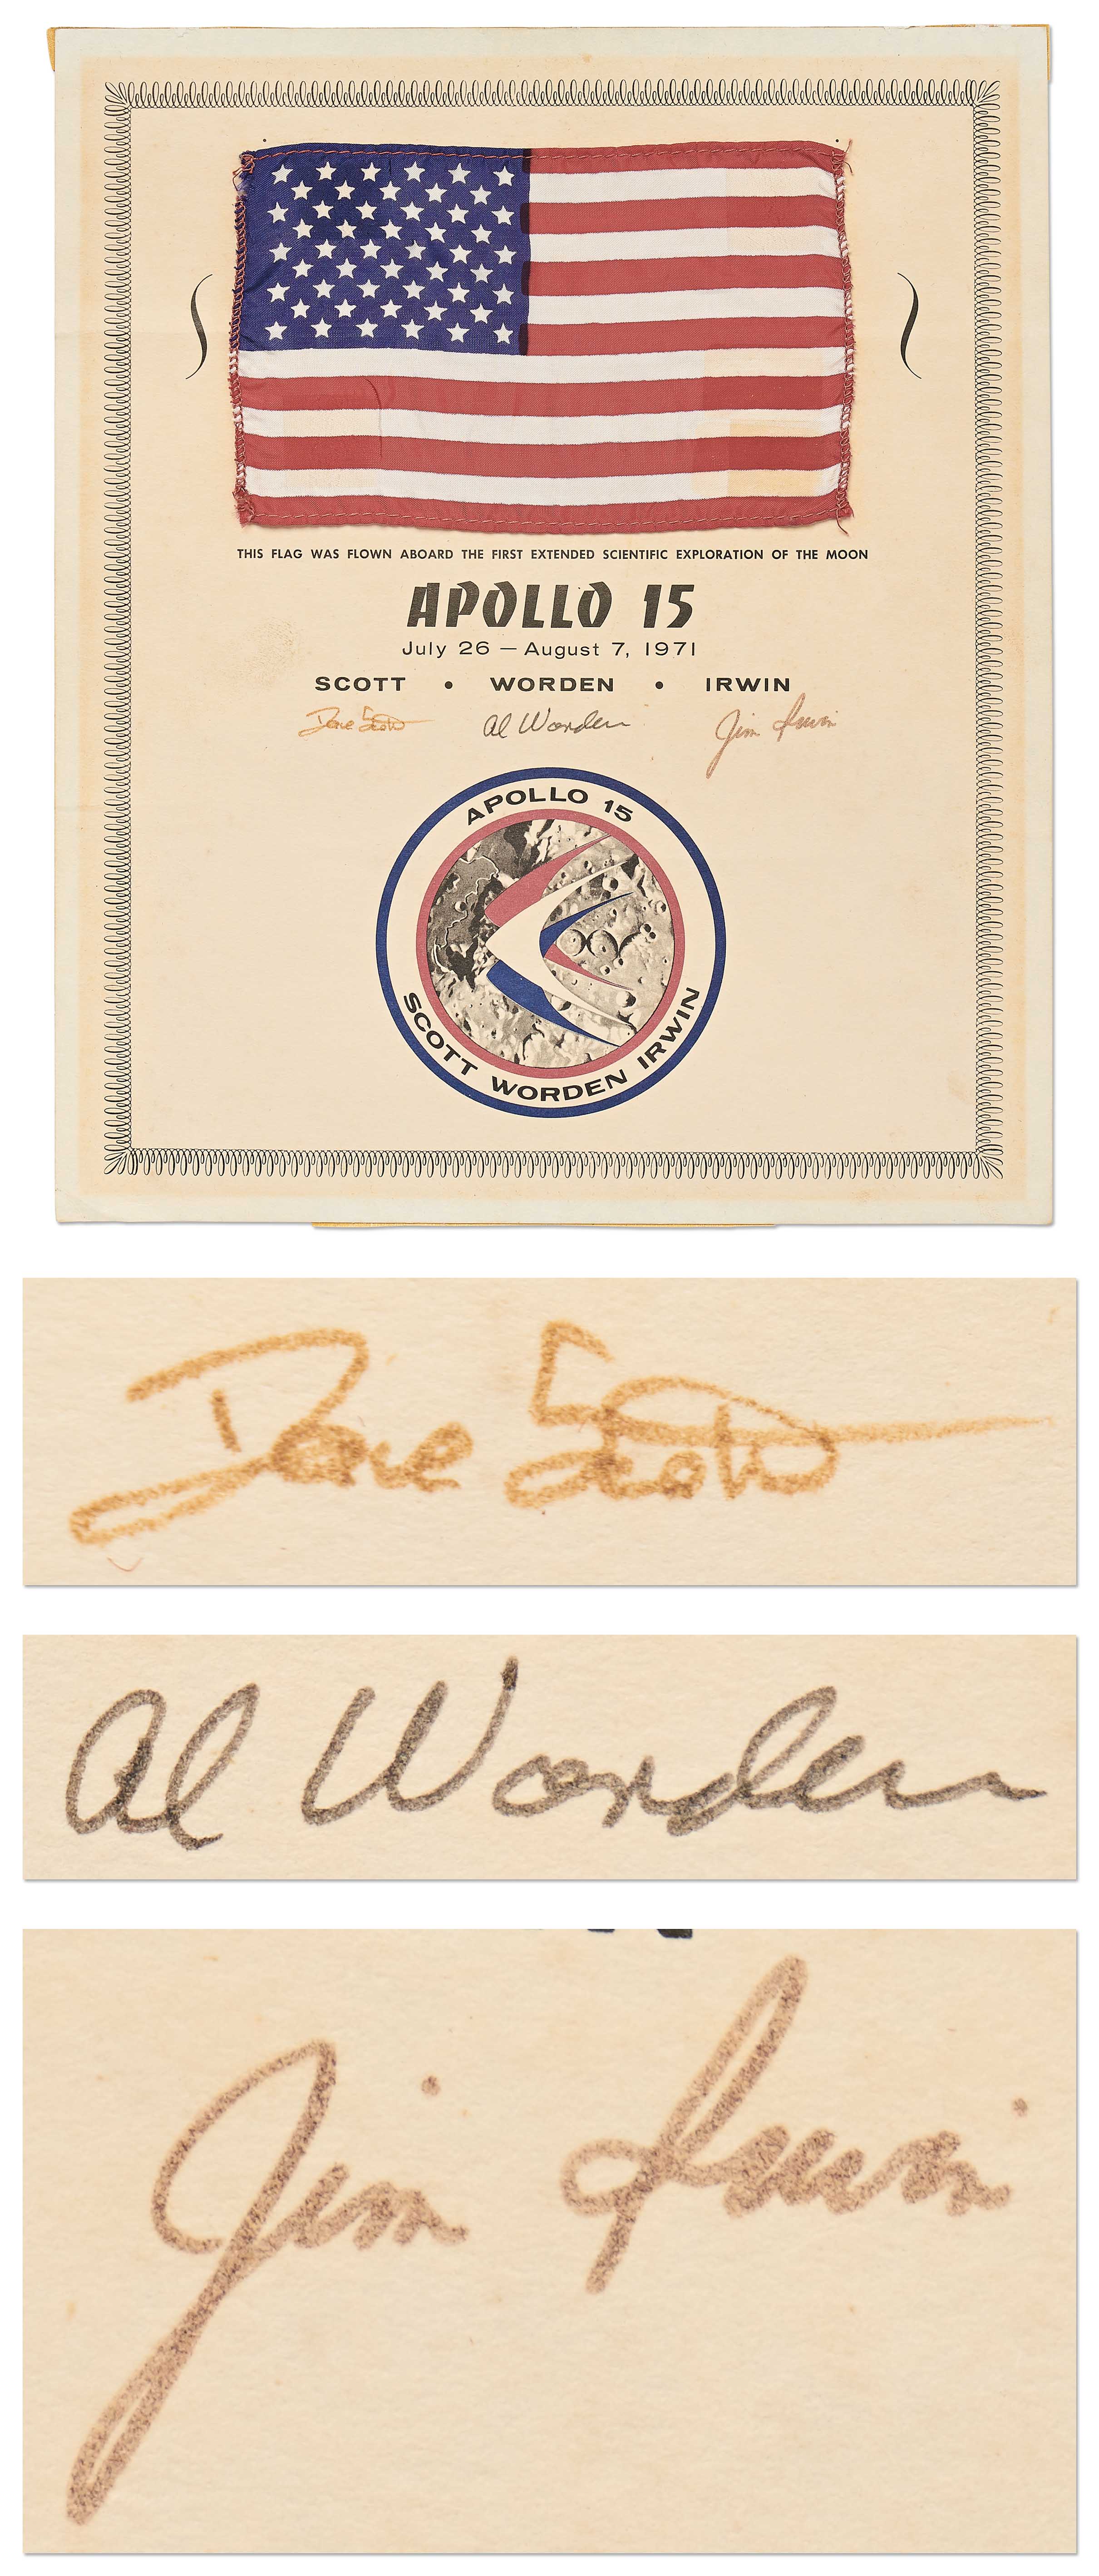 THIS FLAG WAS FLOWN ABOARD THE FIRST EXTENDED SCIENTIFIC EXPLORATION OF THE MOON
APOLLO 15
July 26 — August 7, 1971
SCOTT • WORDEN • IRWIN
Dave Scott Al Worden Jim Irwin
APOLLO 15
SCOTT WORDEN IRWIN
Dave Scott
Al Worden
Jim Irwin